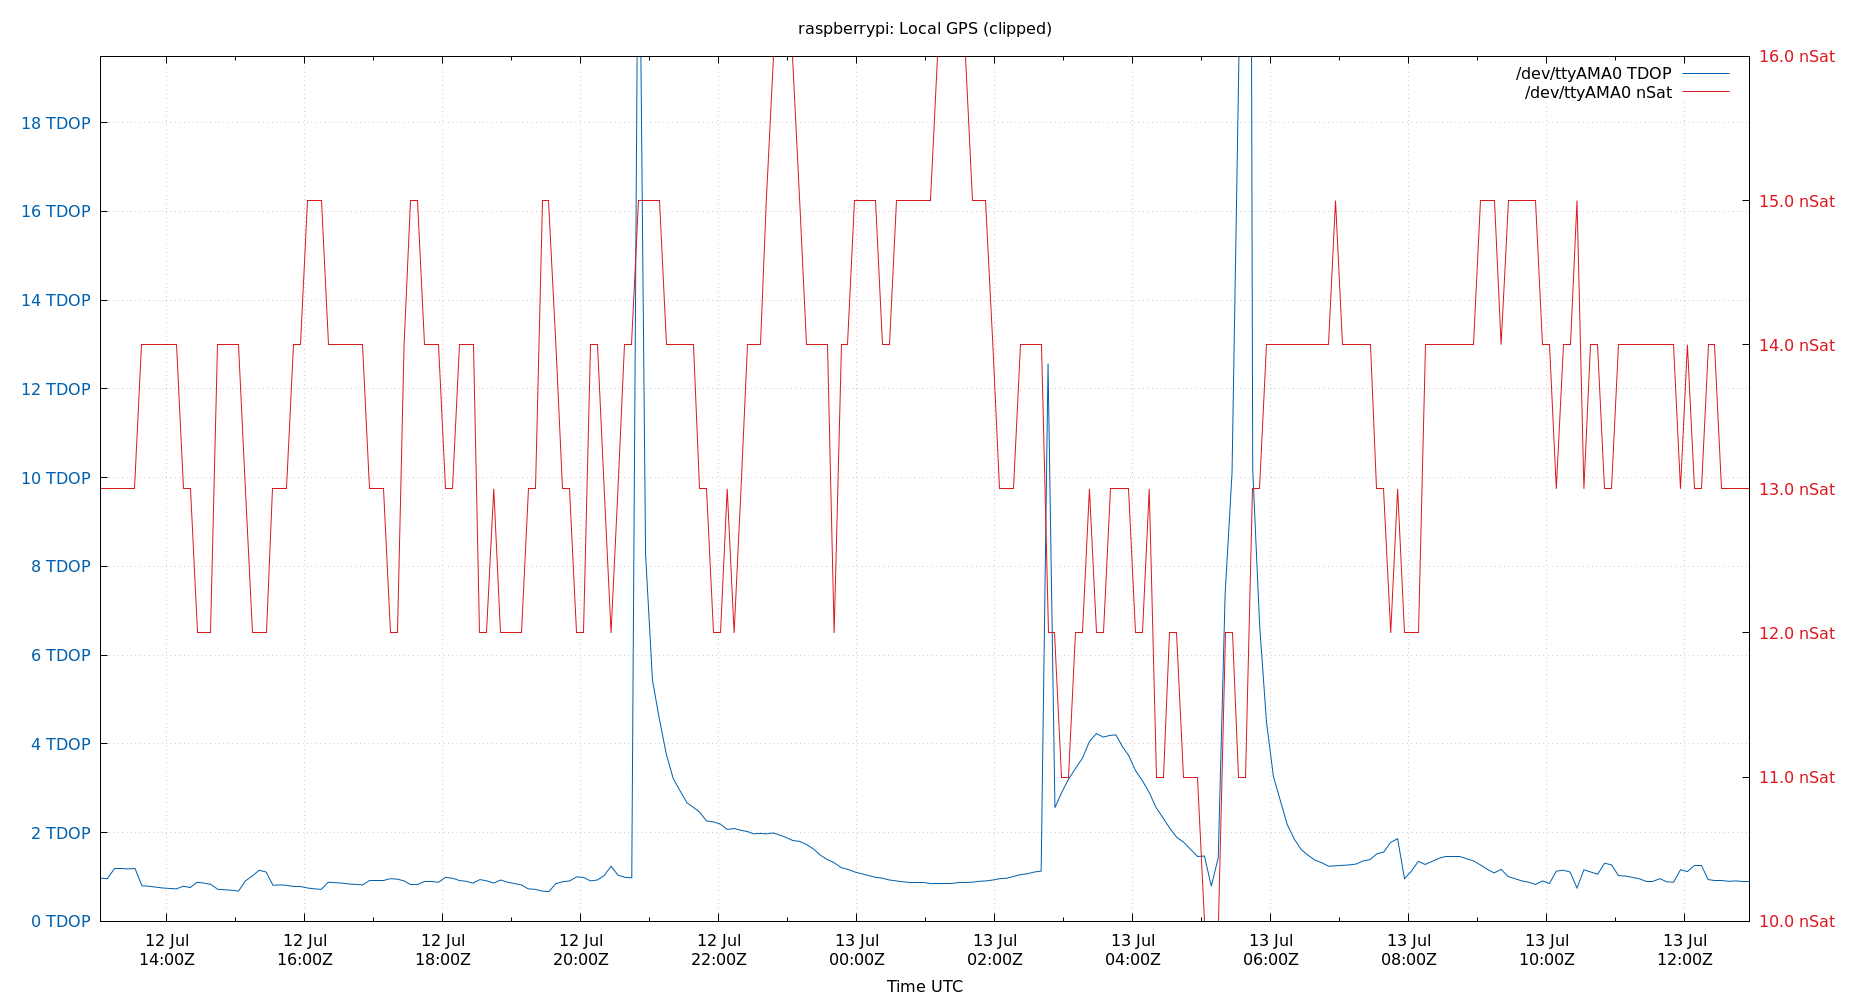 raspberrypi: Local GPS (clipped)
/dev/ttyAMA0 TDOP
/dev/ttyAMA0 nSat
18 TDOP
16 TDOP
14 TDOP
12 TDOP
10 TDOP
8 TDOP
6 TDOP
4 TDOP
2 TDOP
0 TDOP
16.0 nSat
15.0 nSat
14.0 nSat
13.0 nSat
12.0 nSat
11.0 nSat
10.0 nSat
12 Jul
14:00Z
12 Jul
16:00Z
12 Jul
18:00Z
12 Jul
20:00Z
12 Jul
22:00Z
13 Jul
00:00Z
13 Jul
02:00Z
13 Jul
04:00Z
13 Jul
06:00Z
13 Jul
08:00Z
13 Jul
10:00Z
13 Jul
12:00Z
Time UTC